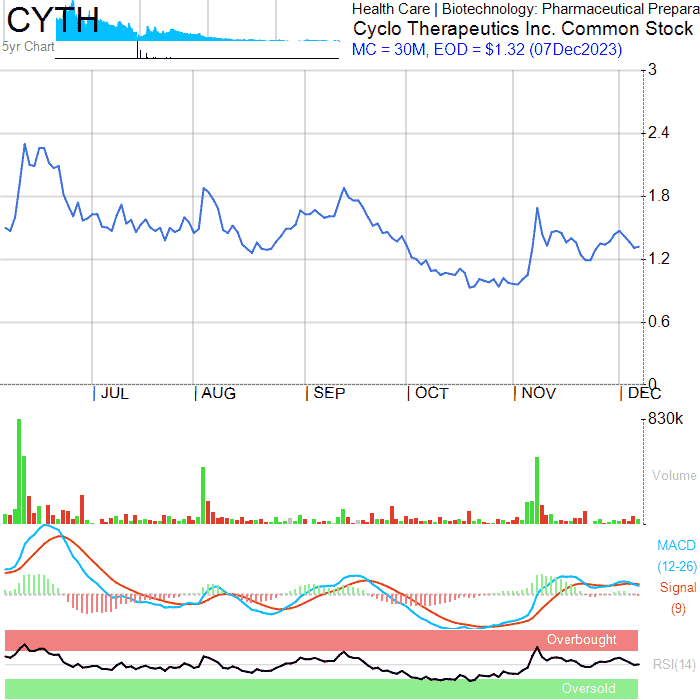 CYTH
5yr Chart
Health Care | Biotechnology: Pharmaceutical Prepara
Cyclo Therapeutics Inc. Common Stock
MC = 30M, EOD = $1.32 (07Dec2023)
3
2.4
1.8
1.2
0.6
0
JUL AUG SEP OCT NOV DEC
830k
Volume
MACD
(12-26)
Signal
(9)
Overbought
RSI(14)
Oversold